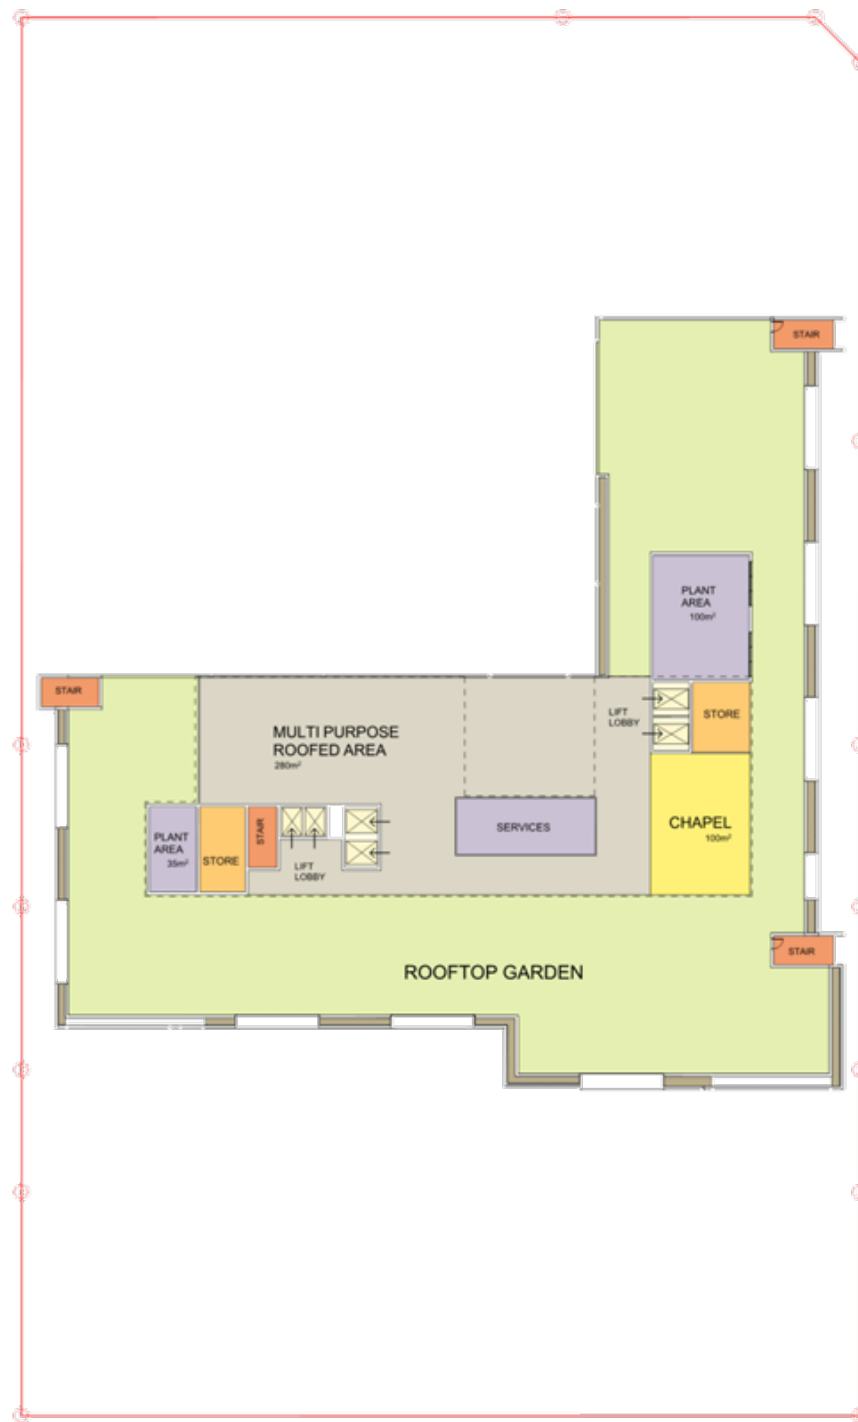 STAIR
PLANT
AREA
100m²
STAIR
LIFT
LOBBY
STORE
MULTI PURPOSE
ROOFED AREA
280m²
CHAPEL
100m²
SERVICES
PLANT
AREA
35m²
STORE
STAIR
LIFT
LOBBY
STAIR
ROOFTOP GARDEN